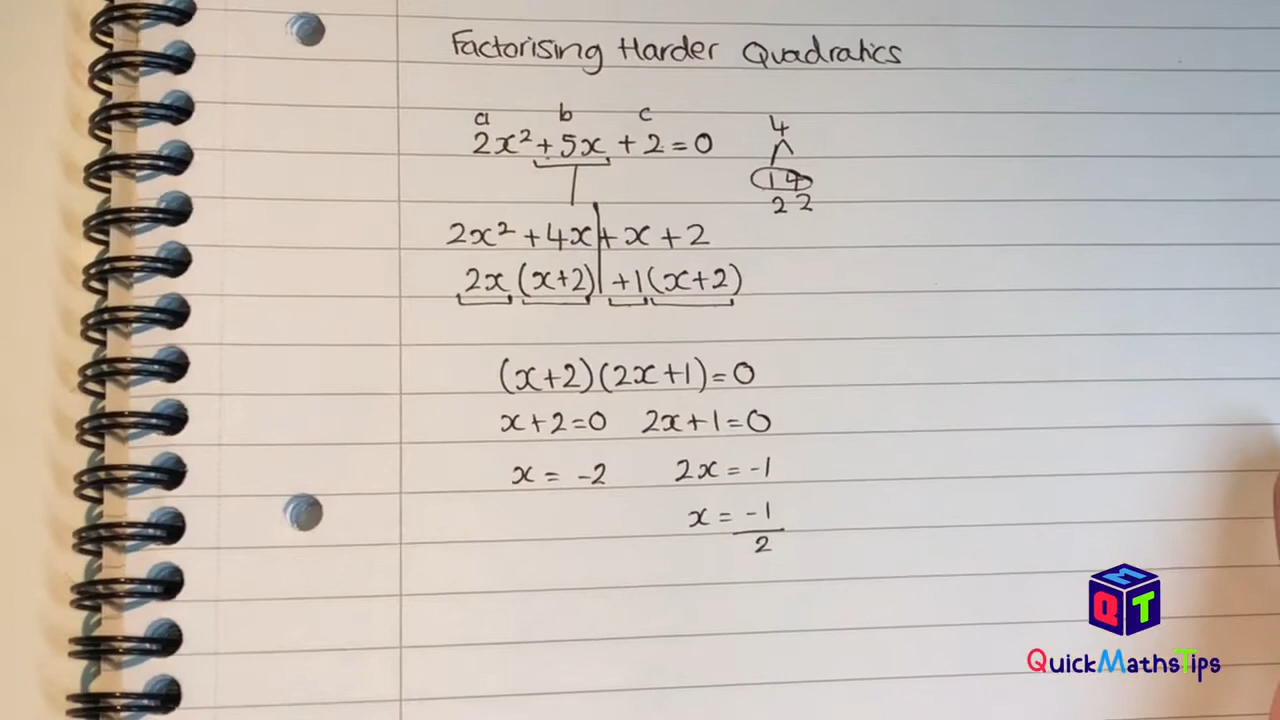 Factorising Harder Quadratics
a b c
2x² + 5x + 2 = 0
4
1 4
2 2
2x² + 4x + x + 2
2x (x+2) +1(x+2)
(x+2)(2x+1)=0
x+2=0 2x+1=0
x = -2 2x = -1
x = -1
2
QMT
QuickMathsTips